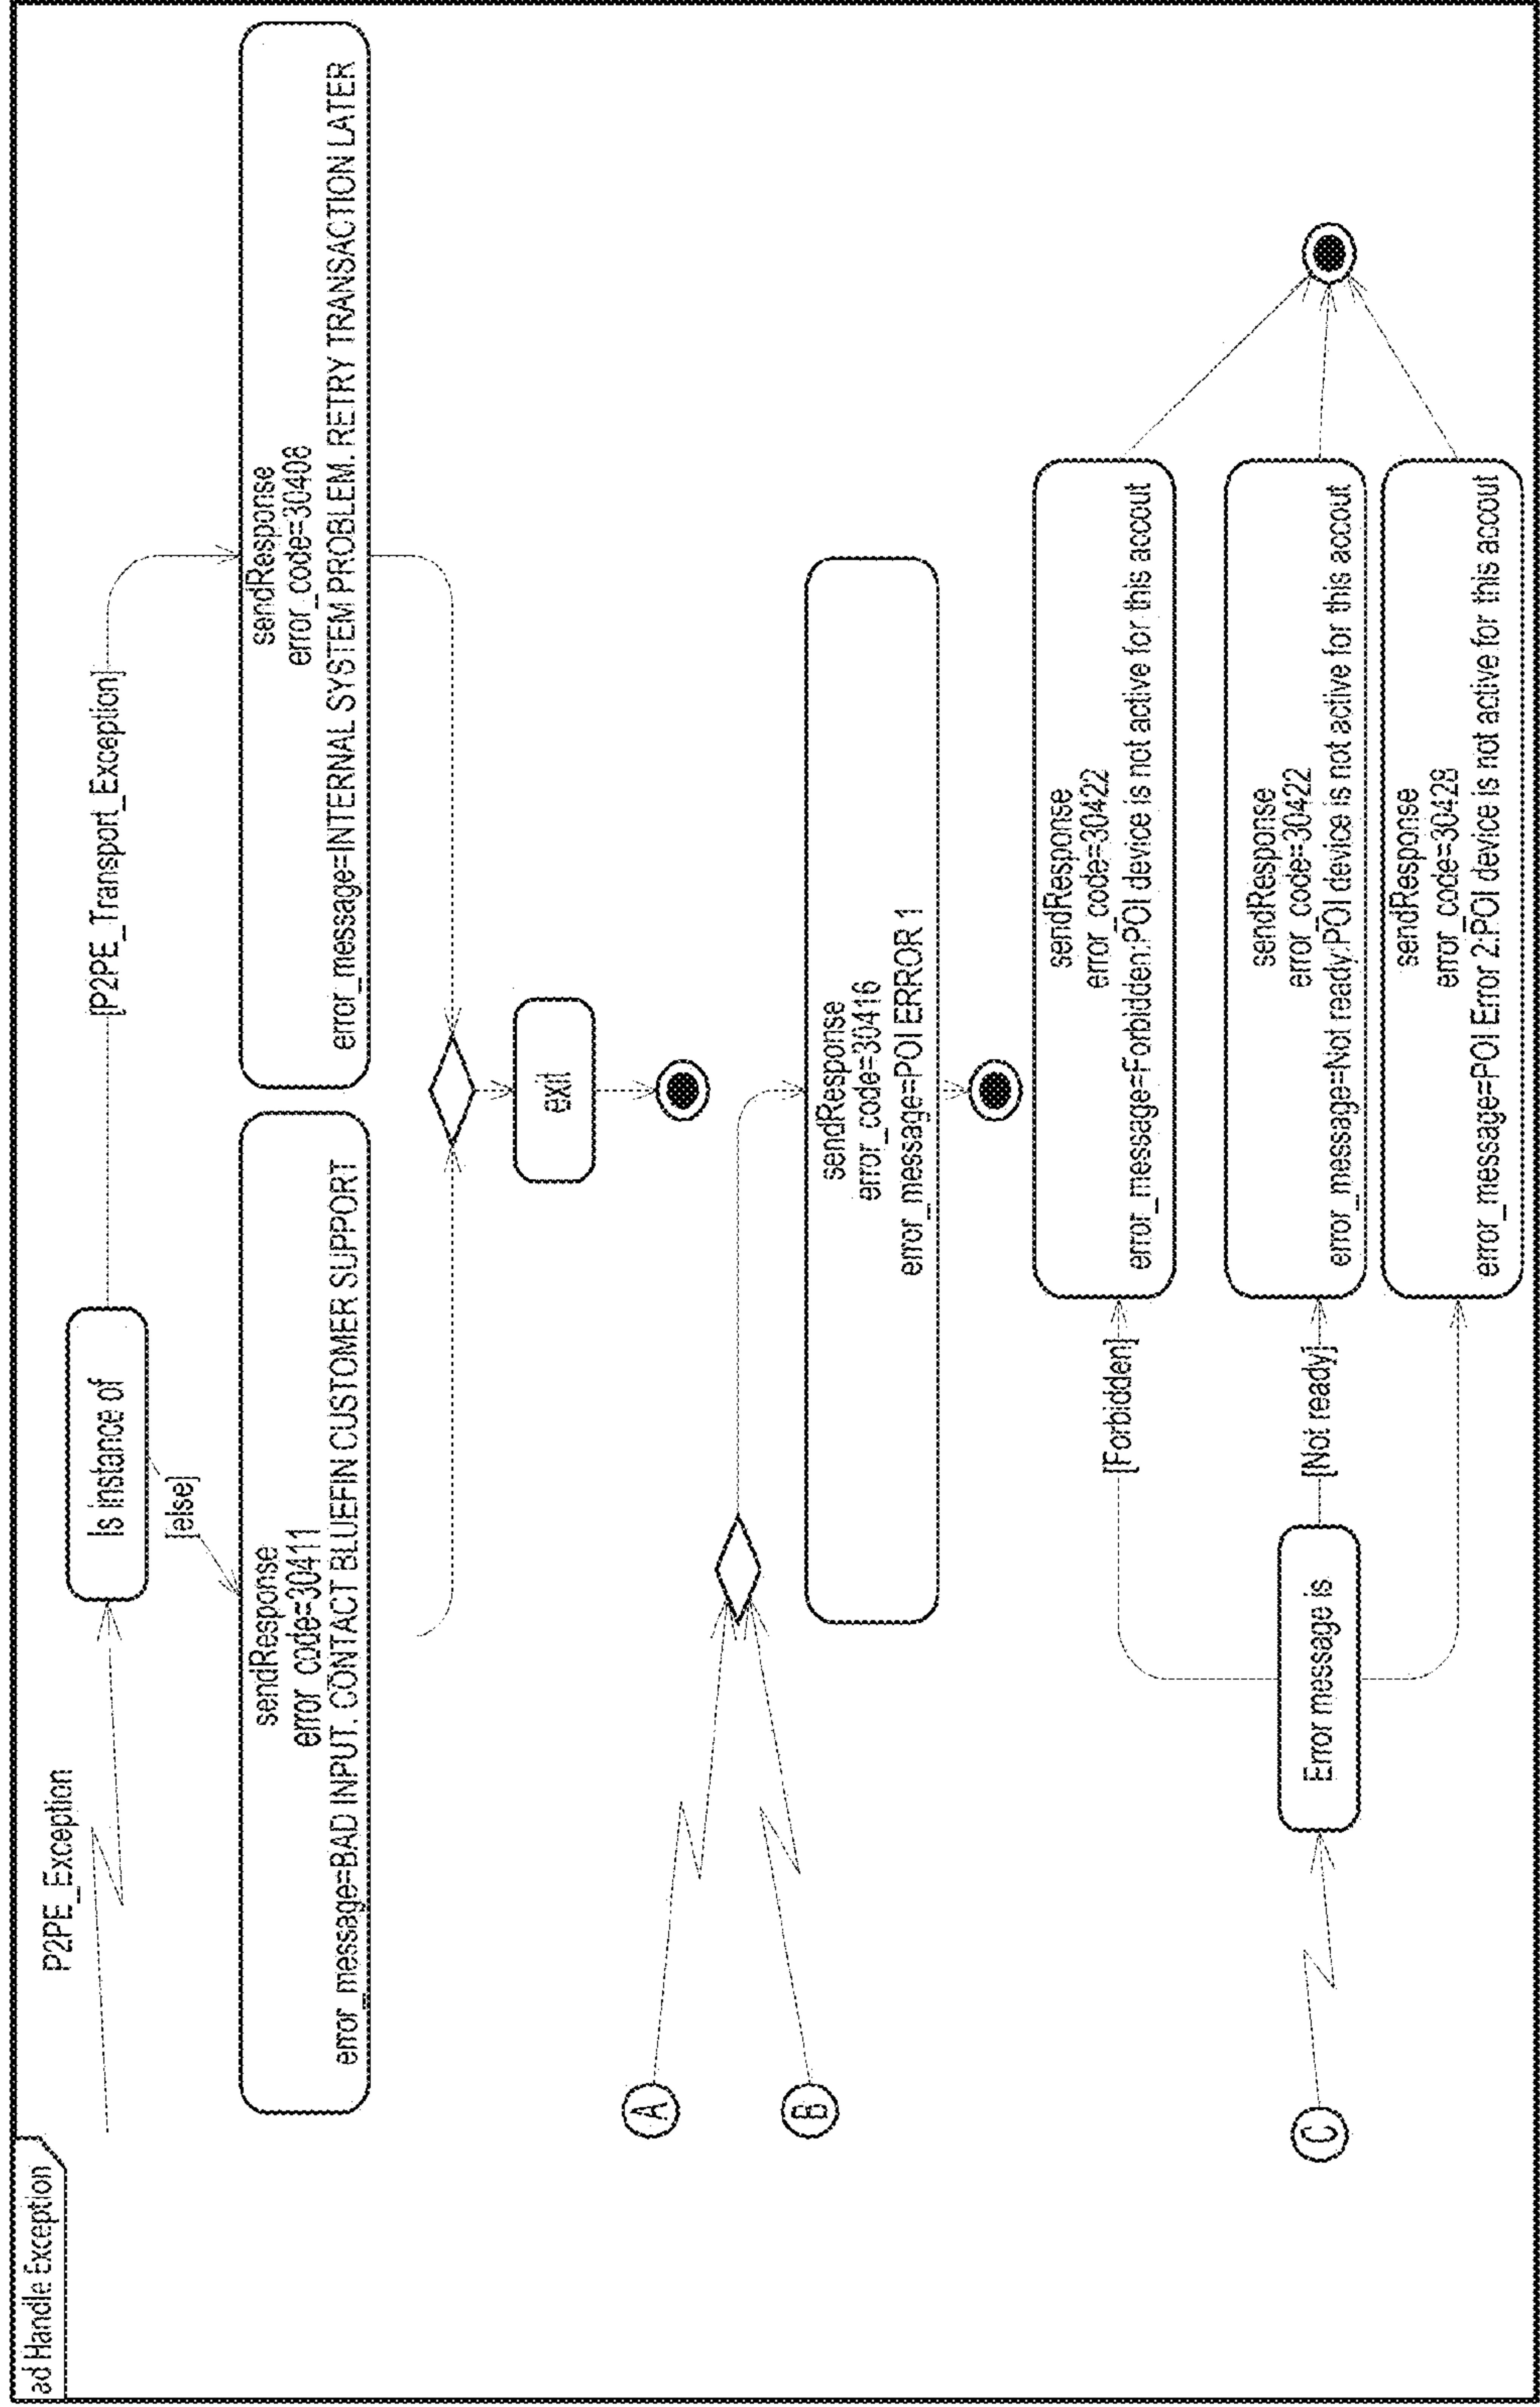 ad Handle Exception
P2PE_Exception
Is instance of
[P2PE_Transport_Exception]
[else]
sendResponse
error_code=30411
error_message=BAD INPUT. CONTACT BLUEFIN CUSTOMER SUPPORT
sendResponse
error_code=30408
error_message=INTERNAL SYSTEM PROBLEM. RETRY TRANSACTION LATER
exit
A
B
sendResponse
error_code=30416
error_message=POI ERROR 1
C
Error message is
[Forbidden]
sendResponse
error_code=30422
error_message=Forbidden:POI device is not active for this accout
[Not ready]
sendResponse
error_code=30422
error_message=Not ready:POI device is not active for this accout
sendResponse
error_code=30428
error_message=POI Error 2:POI device is not active for this accout